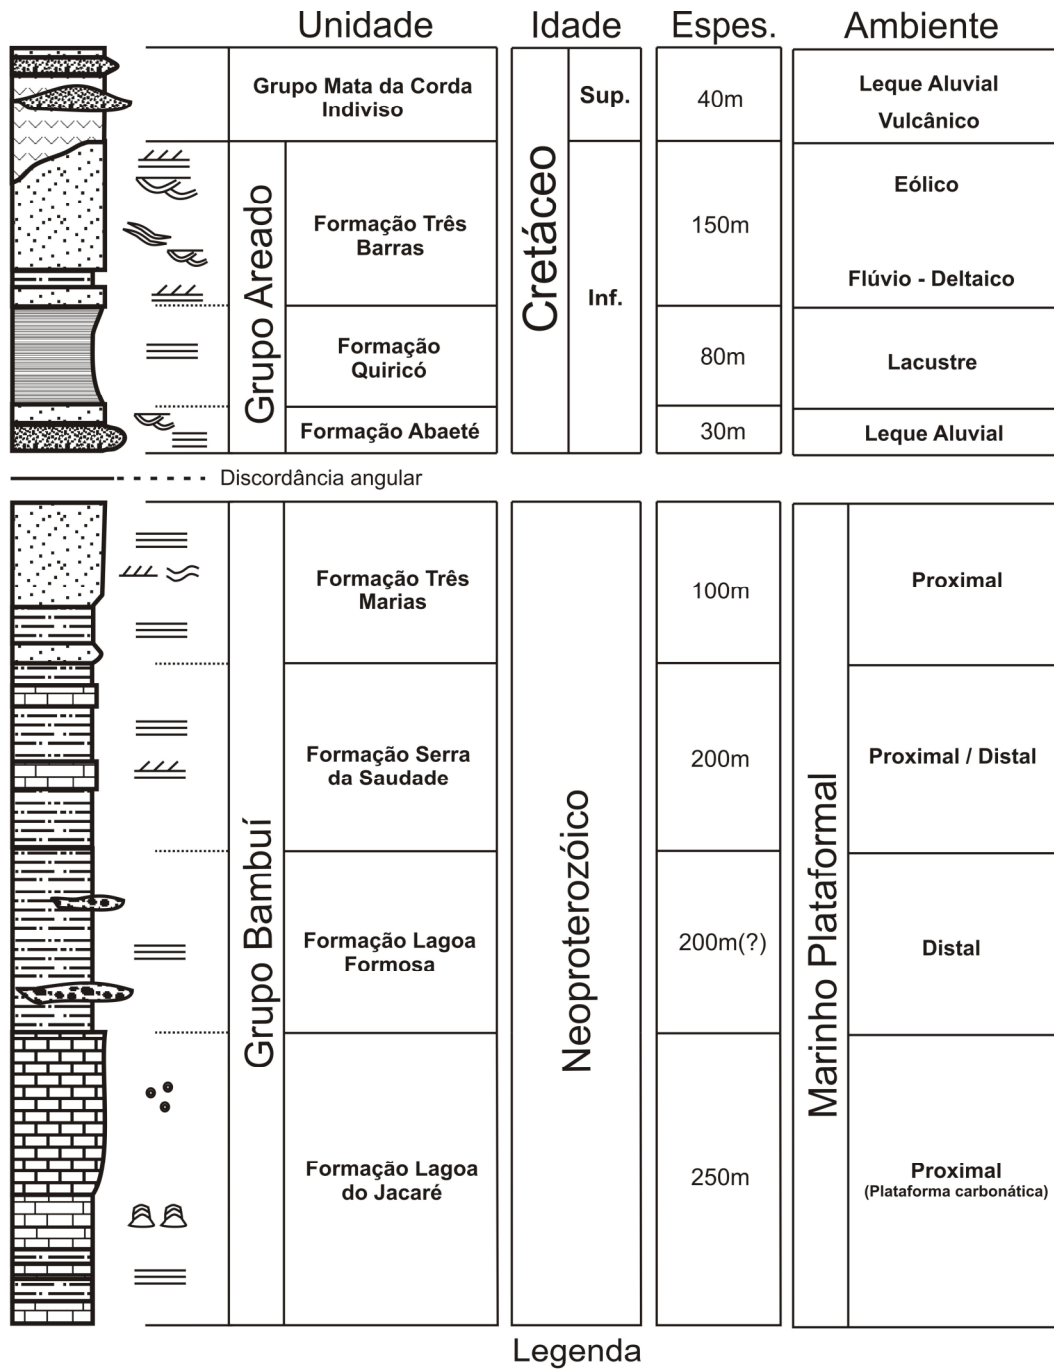 Unidade
Idade
Espes.
Ambiente
Grupo Mata da Corda
Indiviso
Cretáceo
Sup.
40m
Leque Aluvial
Vulcânico
Grupo Areado
Formação Três
Barras
Inf.
150m
Eólico
Flúvio - Deltaico
Formação
Quiricó
80m
Lacustre
Formação Abaeté
30m
Leque Aluvial
Discordância angular
Grupo Bambuí
Formação Três
Marias
Neoproterozóico
100m
Marinho Plataformal
Proximal
Formação Serra
da Saudade
200m
Proximal / Distal
Formação Lagoa
Formosa
200m(?)
Distal
Formação Lagoa
do Jacaré
250m
Proximal
(Plataforma carbonática)
Legenda